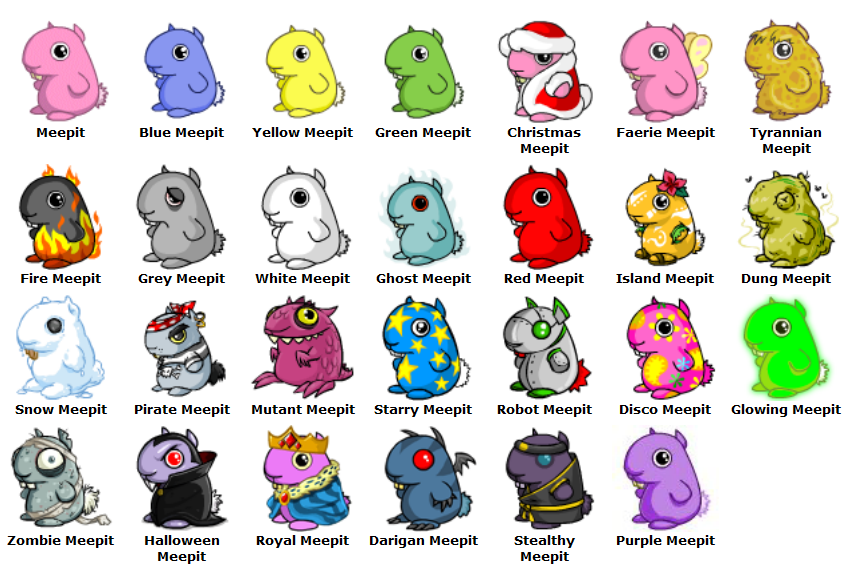 Meepit
Blue Meepit
Yellow Meepit
Green Meepit
Christmas
Meepit
Faerie Meepit
Tyrannian
Meepit
Fire Meepit
Grey Meepit
White Meepit
Ghost Meepit
Red Meepit
Island Meepit
Dung Meepit
Snow Meepit
Pirate Meepit
Mutant Meepit
Starry Meepit
Robot Meepit
Disco Meepit
Glowing Meepit
Zombie Meepit
Halloween
Meepit
Royal Meepit
Darigan Meepit
Stealthy
Meepit
Purple Meepit